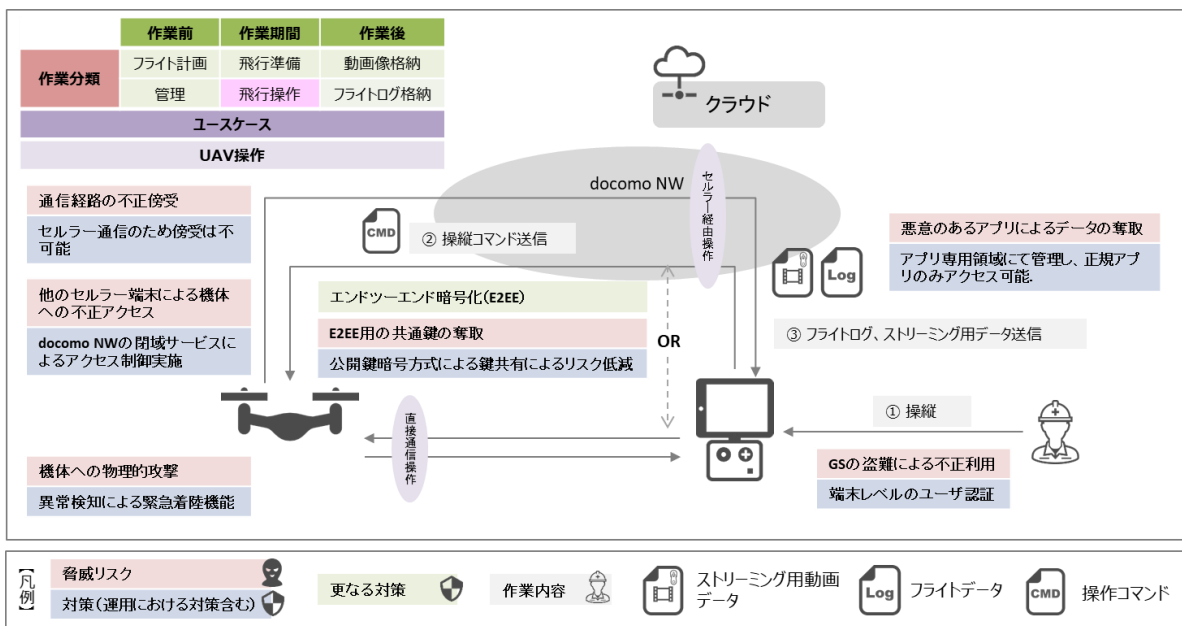 作業前
作業期間
作業後
作業分類
フライト計画
飛行準備
動画像格納
管理
飛行操作
フライトログ格納
ユースケース
UAV操作
クラウド
docomo NW
セルラー経由操作
通信経路の不正傍受
セルラー通信のため傍受は不
可能
CMD
② 操縦コマンド送信
Log
悪意のあるアプリによるデータの奪取
アプリ専用領域にて管理し、正規アプ
リのみアクセス可能.
他のセルラー端末による機体
への不正アクセス
docomo NWの閉域サービスに
よるアクセス制御実施
エンドツーエンド暗号化(E2EE)
E2EE用の共通鍵の奪取
公開鍵暗号方式による鍵共有によるリスク低減
OR
③ フライトログ、ストリーミング用データ送信
① 操縦
直接通信操作
機体への物理的攻撃
異常検知による緊急着陸機能
GSの盗難による不正利用
端末レベルのユーザ認証
【凡例】
脅威リスク
対策(運用における対策含む)
更なる対策
作業内容
ストリーミング用動画
データ
Log
フライトデータ
CMD
操作コマンド